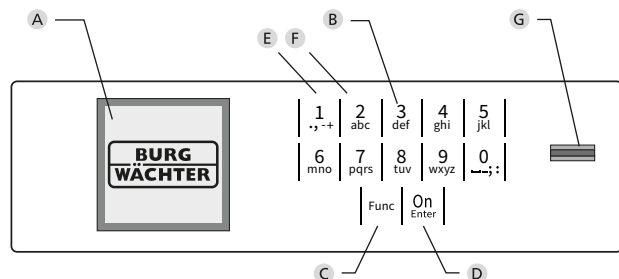 A
B
G
E F
1 2 3 4 5
.,-+ abc def ghi jkl
BURG
WÄCHTER
6 7 8 9 0
mno pqrs tuv wxyz ⎵–;:
Func On
Enter
C D